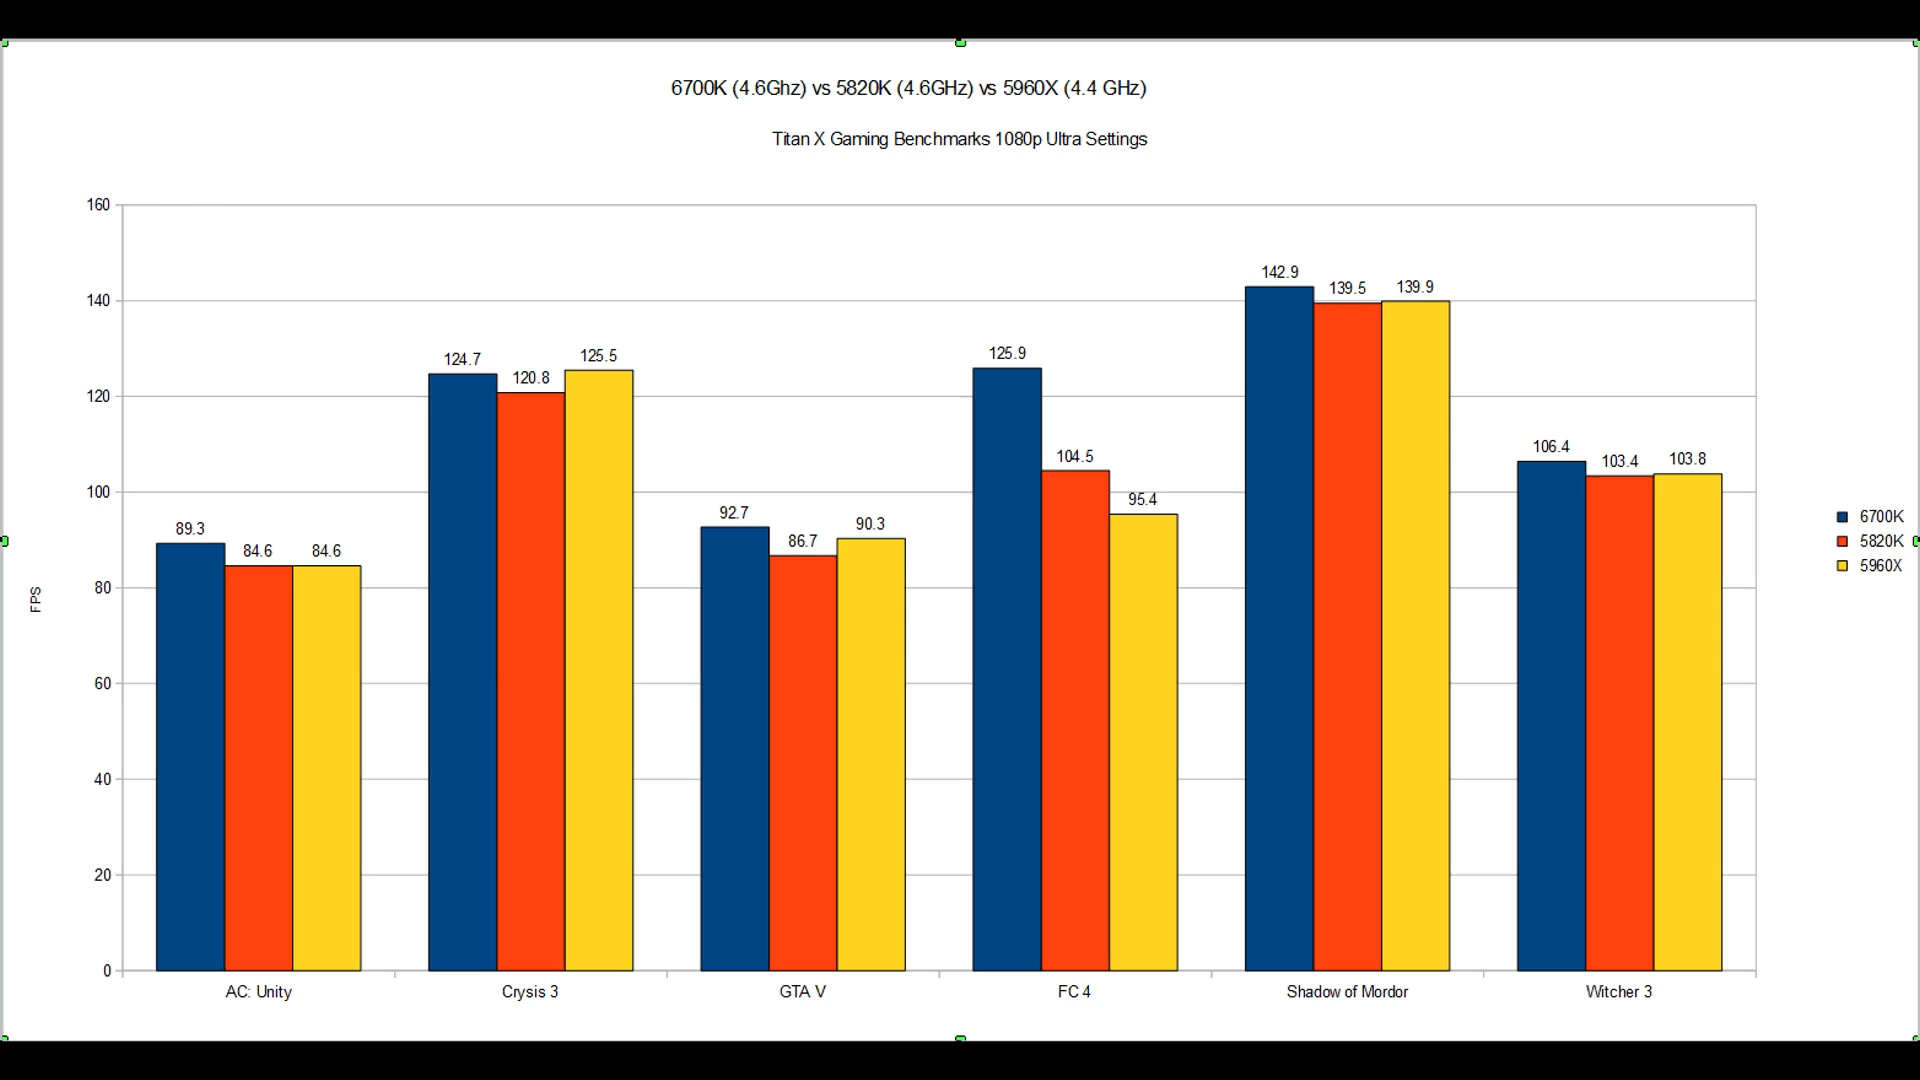 6700K (4.6Ghz) vs 5820K (4.6GHz) vs 5960X (4.4 GHz)
Titan X Gaming Benchmarks 1080p Ultra Settings
160
140
120
100
80
60
40
20
0
FPS
89.3
84.6
84.6
124.7
120.8
125.5
92.7
86.7
90.3
125.9
104.5
95.4
142.9
139.5
139.9
106.4
103.4
103.8
AC: Unity
Crysis 3
GTA V
FC 4
Shadow of Mordor
Witcher 3
6700K
5820K
5960X